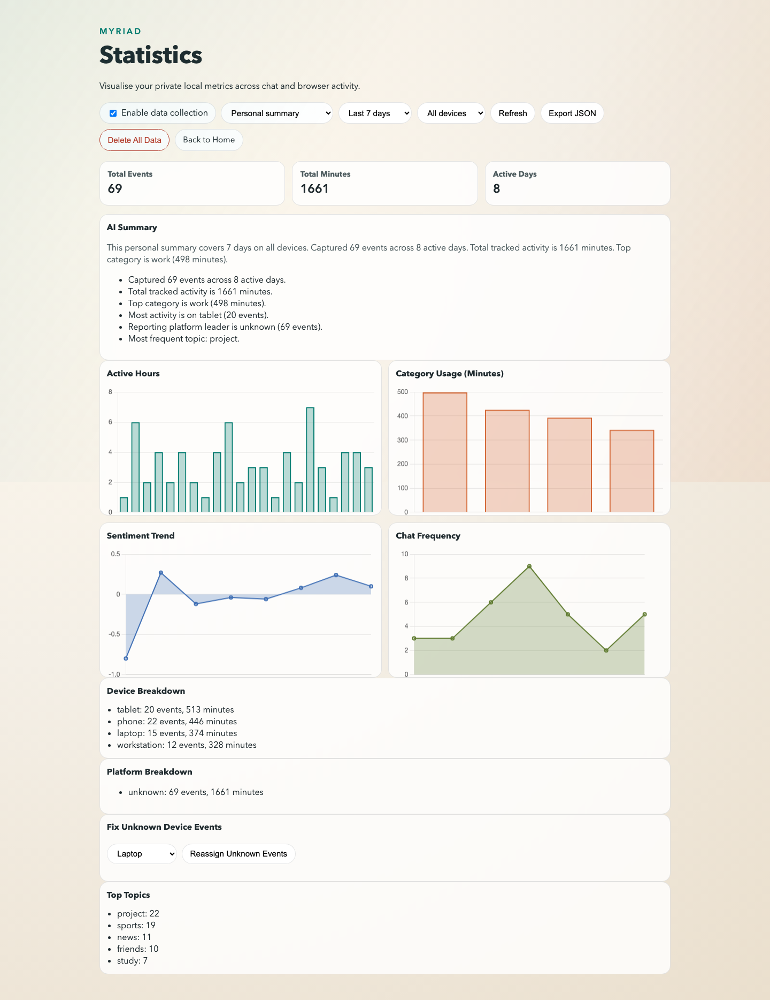 MYRIAD
Statistics
Visualise your private local metrics across chat and browser activity.
Enable data collection
Personal summary
Last 7 days
All devices
Refresh
Export JSON
Delete All Data
Back to Home
Total Events
69
Total Minutes
1661
Active Days
8
AI Summary
This personal summary covers 7 days on all devices. Captured 69 events across 8 active days. Total tracked activity is 1661 minutes. Top
category is work (498 minutes).
• Captured 69 events across 8 active days.
• Total tracked activity is 1661 minutes.
• Top category is work (498 minutes).
• Most activity is on tablet (20 events).
• Reporting platform leader is unknown (69 events).
• Most frequent topic: project.
Active Hours
8
6
4
2
0
Category Usage (Minutes)
500
400
300
200
100
0
Sentiment Trend
0.5
0
-0.5
-1.0
Chat Frequency
10
8
6
4
2
0
Device Breakdown
• tablet: 20 events, 513 minutes
• phone: 22 events, 446 minutes
• laptop: 15 events, 374 minutes
• workstation: 12 events, 328 minutes
Platform Breakdown
• unknown: 69 events, 1661 minutes
Fix Unknown Device Events
Laptop
Reassign Unknown Events
Top Topics
• project: 22
• sports: 19
• news: 11
• friends: 10
• study: 7